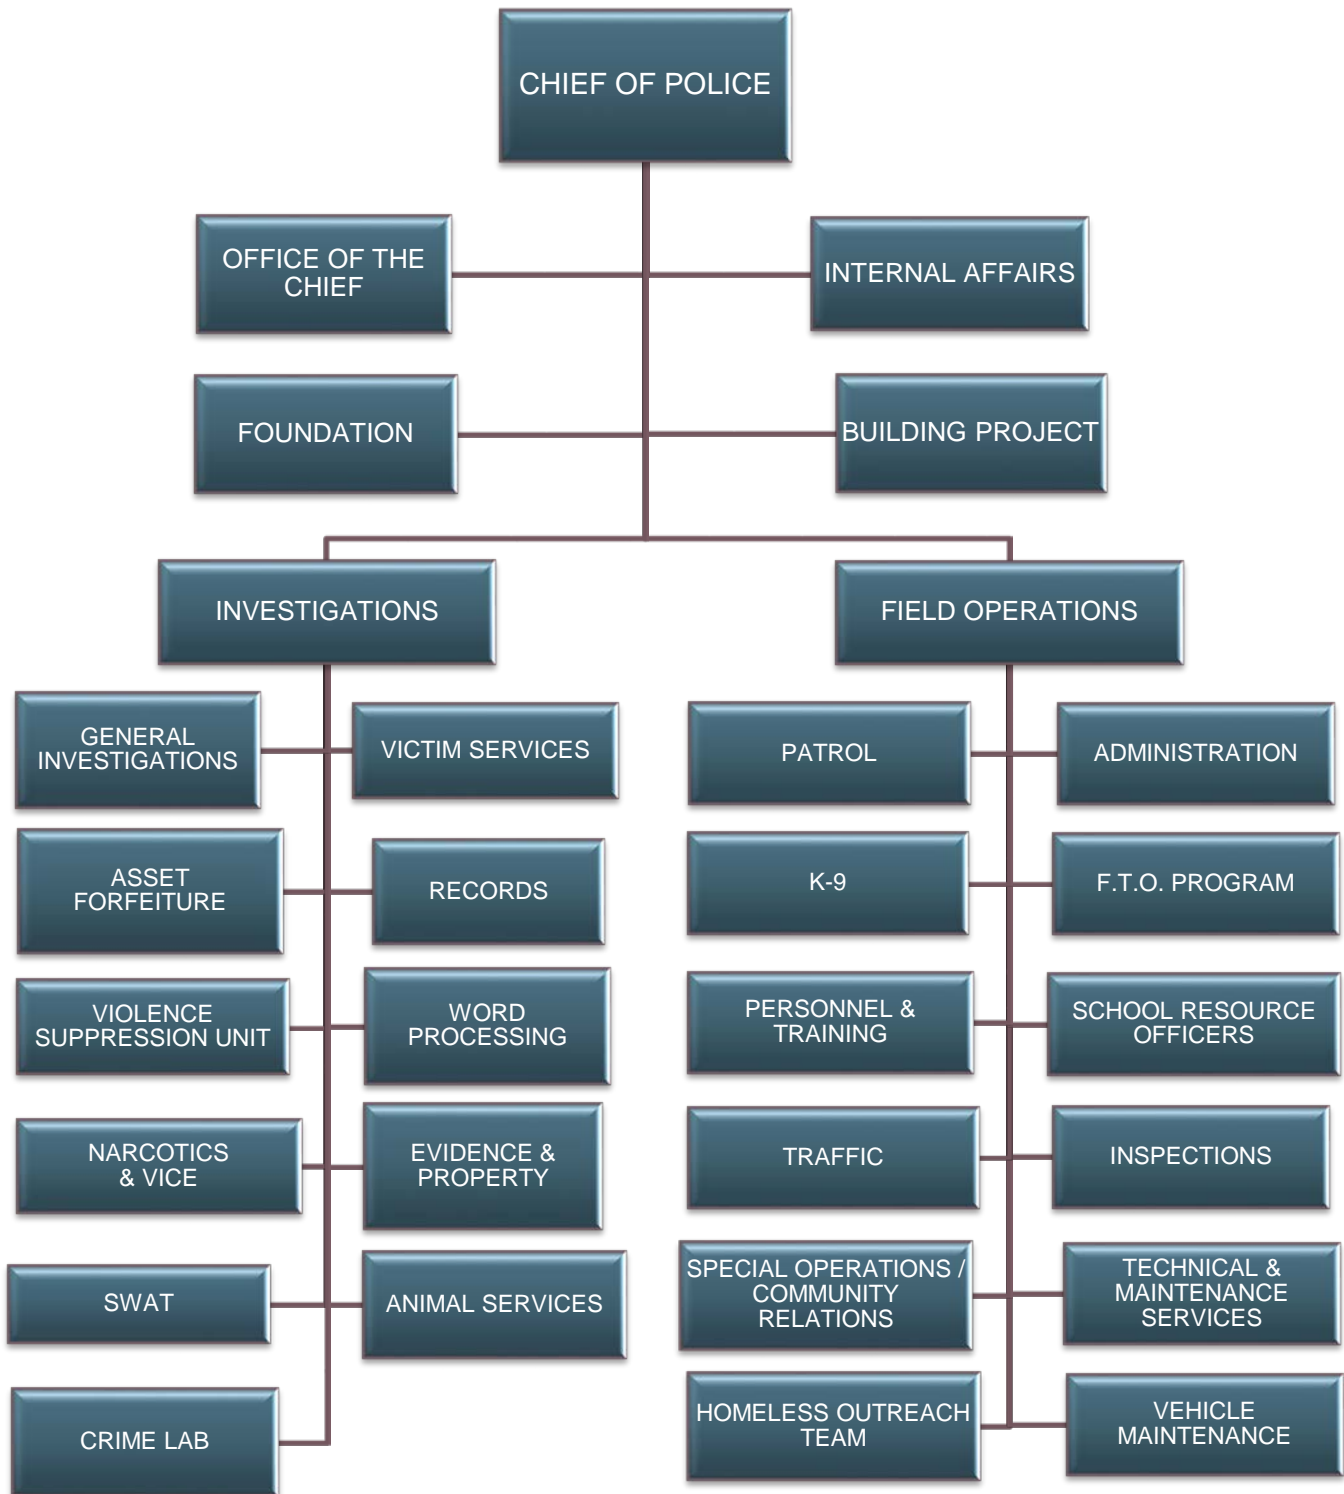 CHIEF OF POLICE
OFFICE OF THE
CHIEF
INTERNAL AFFAIRS
FOUNDATION
BUILDING PROJECT
INVESTIGATIONS
FIELD OPERATIONS
GENERAL
INVESTIGATIONS
VICTIM SERVICES
ASSET
FORFEITURE
RECORDS
VIOLENCE
SUPPRESSION UNIT
WORD
PROCESSING
NARCOTICS
& VICE
EVIDENCE &
PROPERTY
SWAT
ANIMAL SERVICES
CRIME LAB
PATROL
ADMINISTRATION
K-9
F.T.O. PROGRAM
PERSONNEL &
TRAINING
SCHOOL RESOURCE
OFFICERS
TRAFFIC
INSPECTIONS
SPECIAL OPERATIONS /
COMMUNITY
RELATIONS
TECHNICAL &
MAINTENANCE
SERVICES
HOMELESS OUTREACH
TEAM
VEHICLE
MAINTENANCE